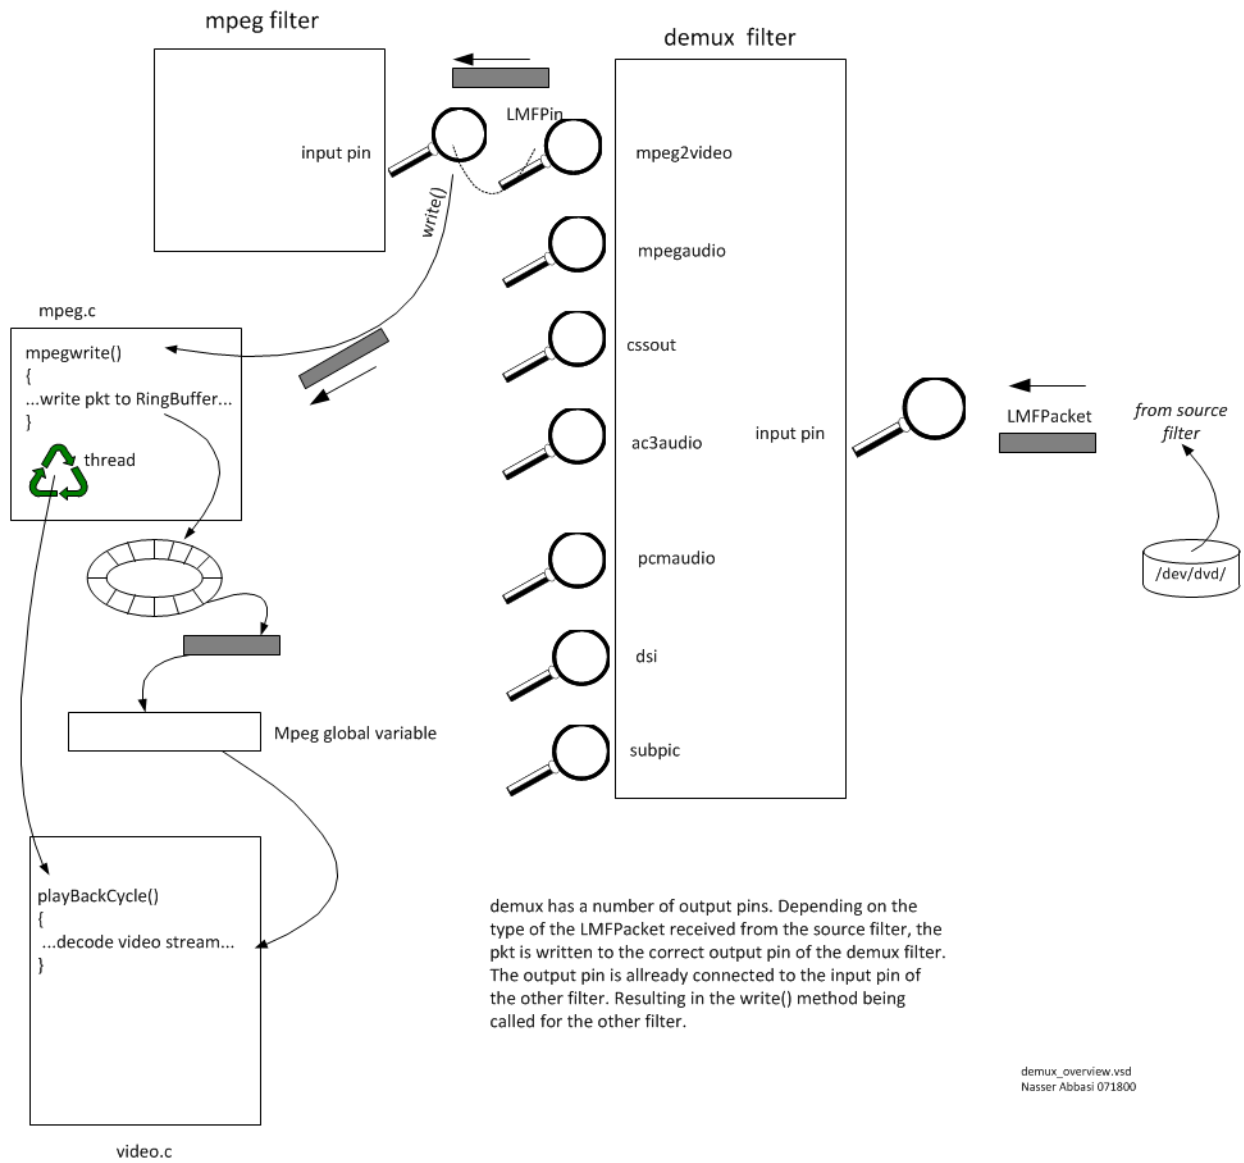 mpeg filter
demux  filter
LMFPin
input pin
mpeg2video
write()
mpegaudio
mpeg.c
mpegwrite()
{
...write pkt to RingBuffer...
}
thread
cssout
ac3audio
input pin
LMFPacket
from source
filter
pcmaudio
/dev/dvd/
dsi
Mpeg global variable
subpic
playBackCycle()
{
...decode video stream...
}
video.c
demux has a number of output pins. Depending on the
type of the LMFPacket received from the source filter, the
pkt is written to the correct output pin of the demux filter.
The output pin is allready connected to the input pin of
the other filter. Resulting in the write() method being
called for the other filter.
demux_overview.vsd
Nasser Abbasi 071800